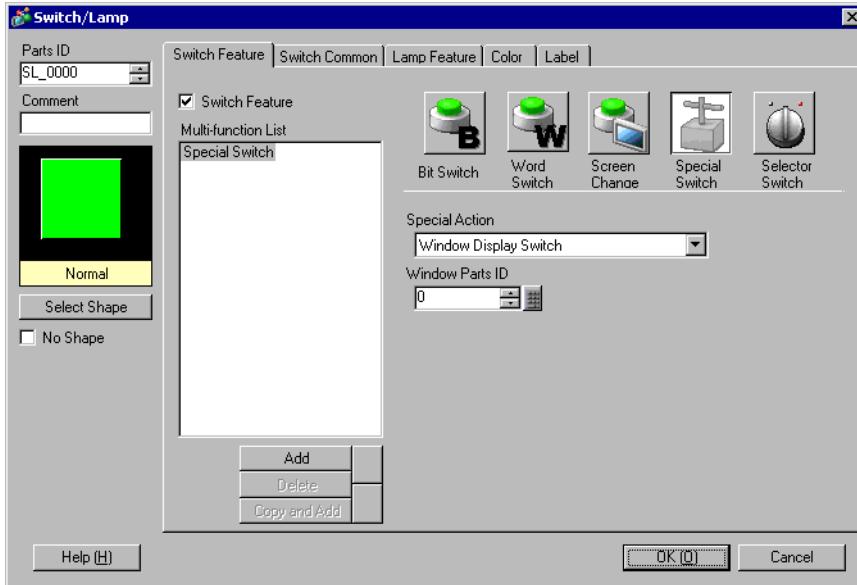 Switch/Lamp
Parts ID
SL_0000
Comment
Normal
Select Shape
No Shape
Switch Feature
Switch Common
Lamp Feature
Color
Label
Switch Feature
Multi-function List
Special Switch
Add
Delete
Copy and Add
B
W
Bit Switch
Word
Switch
Screen
Change
Special
Switch
Selector
Switch
Special Action
Window Display Switch
Window Parts ID
0
Help (H)
OK (O)
Cancel